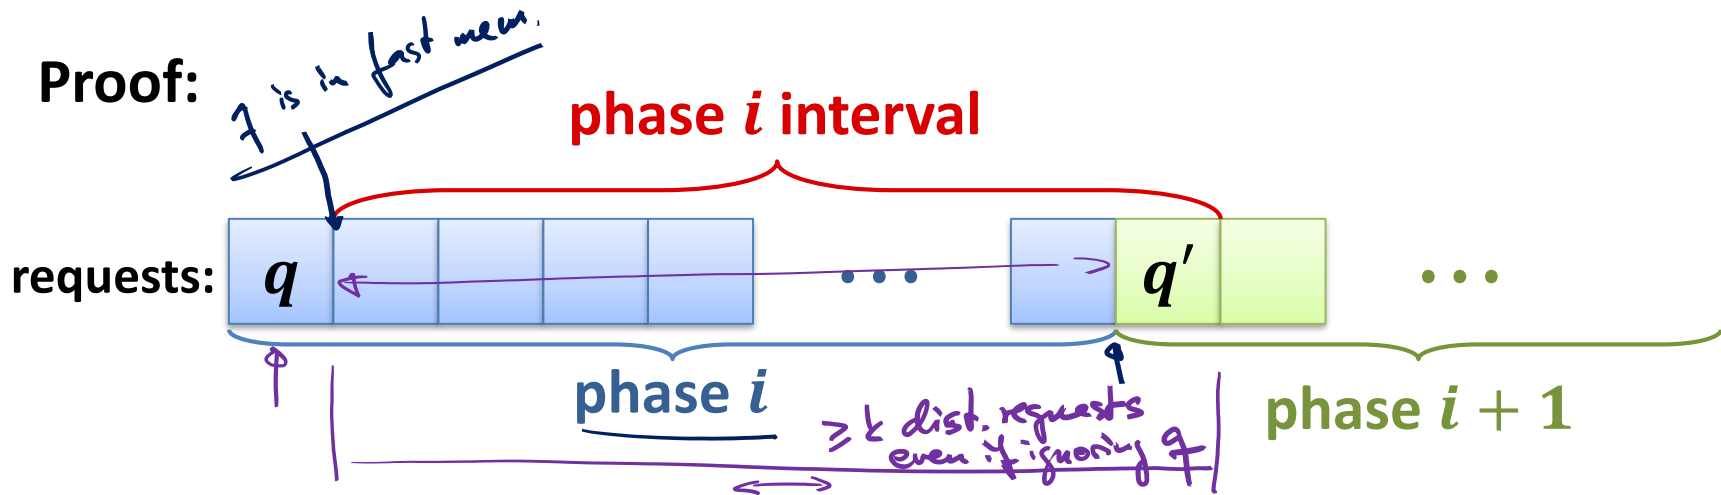 Proof:
q is in fast mem.
phase i interval
requests:
q
...
q′
...
phase i
≥ k dist. requests
even if ignoring q
phase i + 1